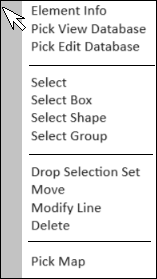 Element Info
Pick View Database
Pick Edit Database
Select
Select Box
Select Shape
Select Group
Drop Selection Set
Move
Modify Line
Delete
Pick Map